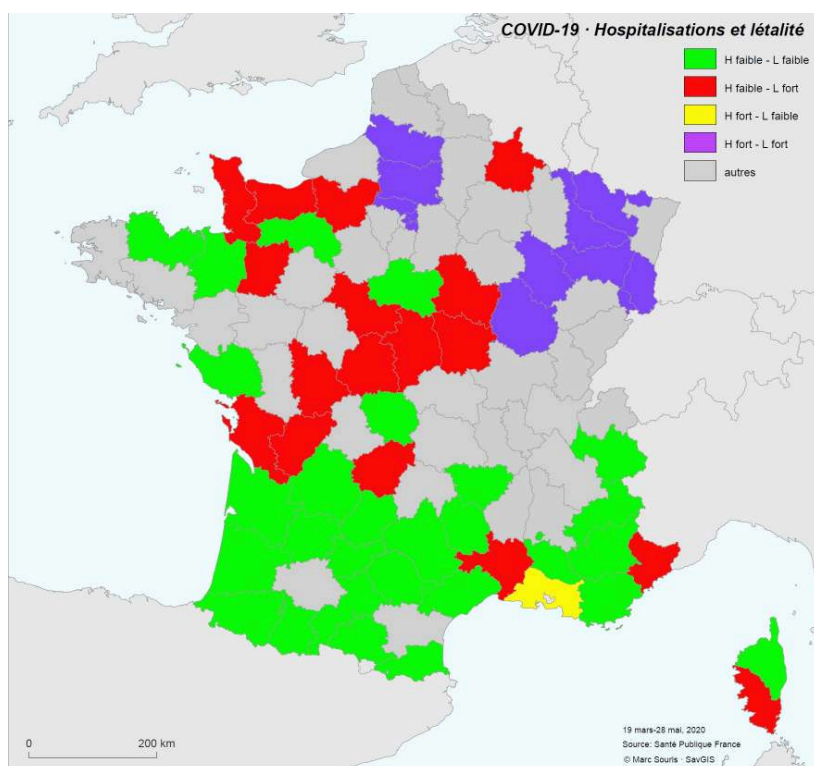 COVID-19 · Hospitalisations et létalité
H faible - L faible
H faible - L fort
H fort - L faible
H fort - L fort
autres
0 200 km
19 mars-28 mai, 2020
Source: Santé Publique France
© Marc Souris · SavGIS